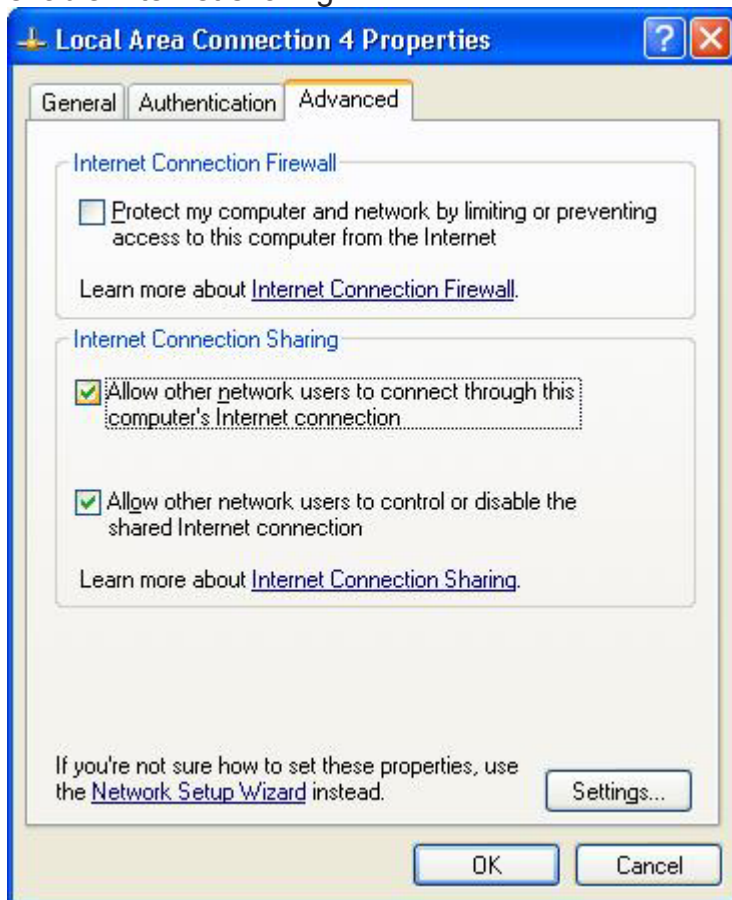 Local Area Connection 4 Properties
General Authentication Advanced
Internet Connection Firewall
Protect my computer and network by limiting or preventing
access to this computer from the Internet
Learn more about Internet Connection Firewall.
Internet Connection Sharing
Allow other network users to connect through this
computer's Internet connection
Allow other network users to control or disable the
shared Internet connection
Learn more about Internet Connection Sharing.
If you're not sure how to set these properties, use
the Network Setup Wizard instead.
Settings...
OK Cancel